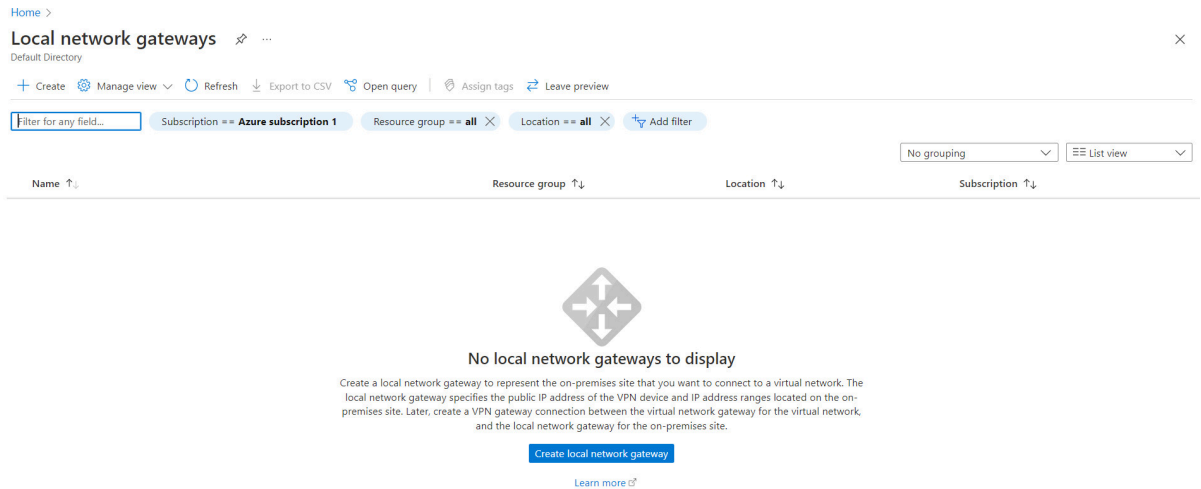 Home >
Local network gateways ...
Default Directory
+ Create Manage view Refresh Export to CSV Open query Assign tags Leave preview
Filter for any field... Subscription == Azure subscription 1 Resource group == all Location == all Add filter
No grouping List view
Name Resource group Location Subscription
No local network gateways to display
Create a local network gateway to represent the on-premises site that you want to connect to a virtual network. The
local network gateway specifies the public IP address of the VPN device and IP address ranges located on the on-
premises site. Later, create a VPN gateway connection between the virtual network gateway for the virtual network,
and the local network gateway for the on-premises site.
Create local network gateway
Learn more